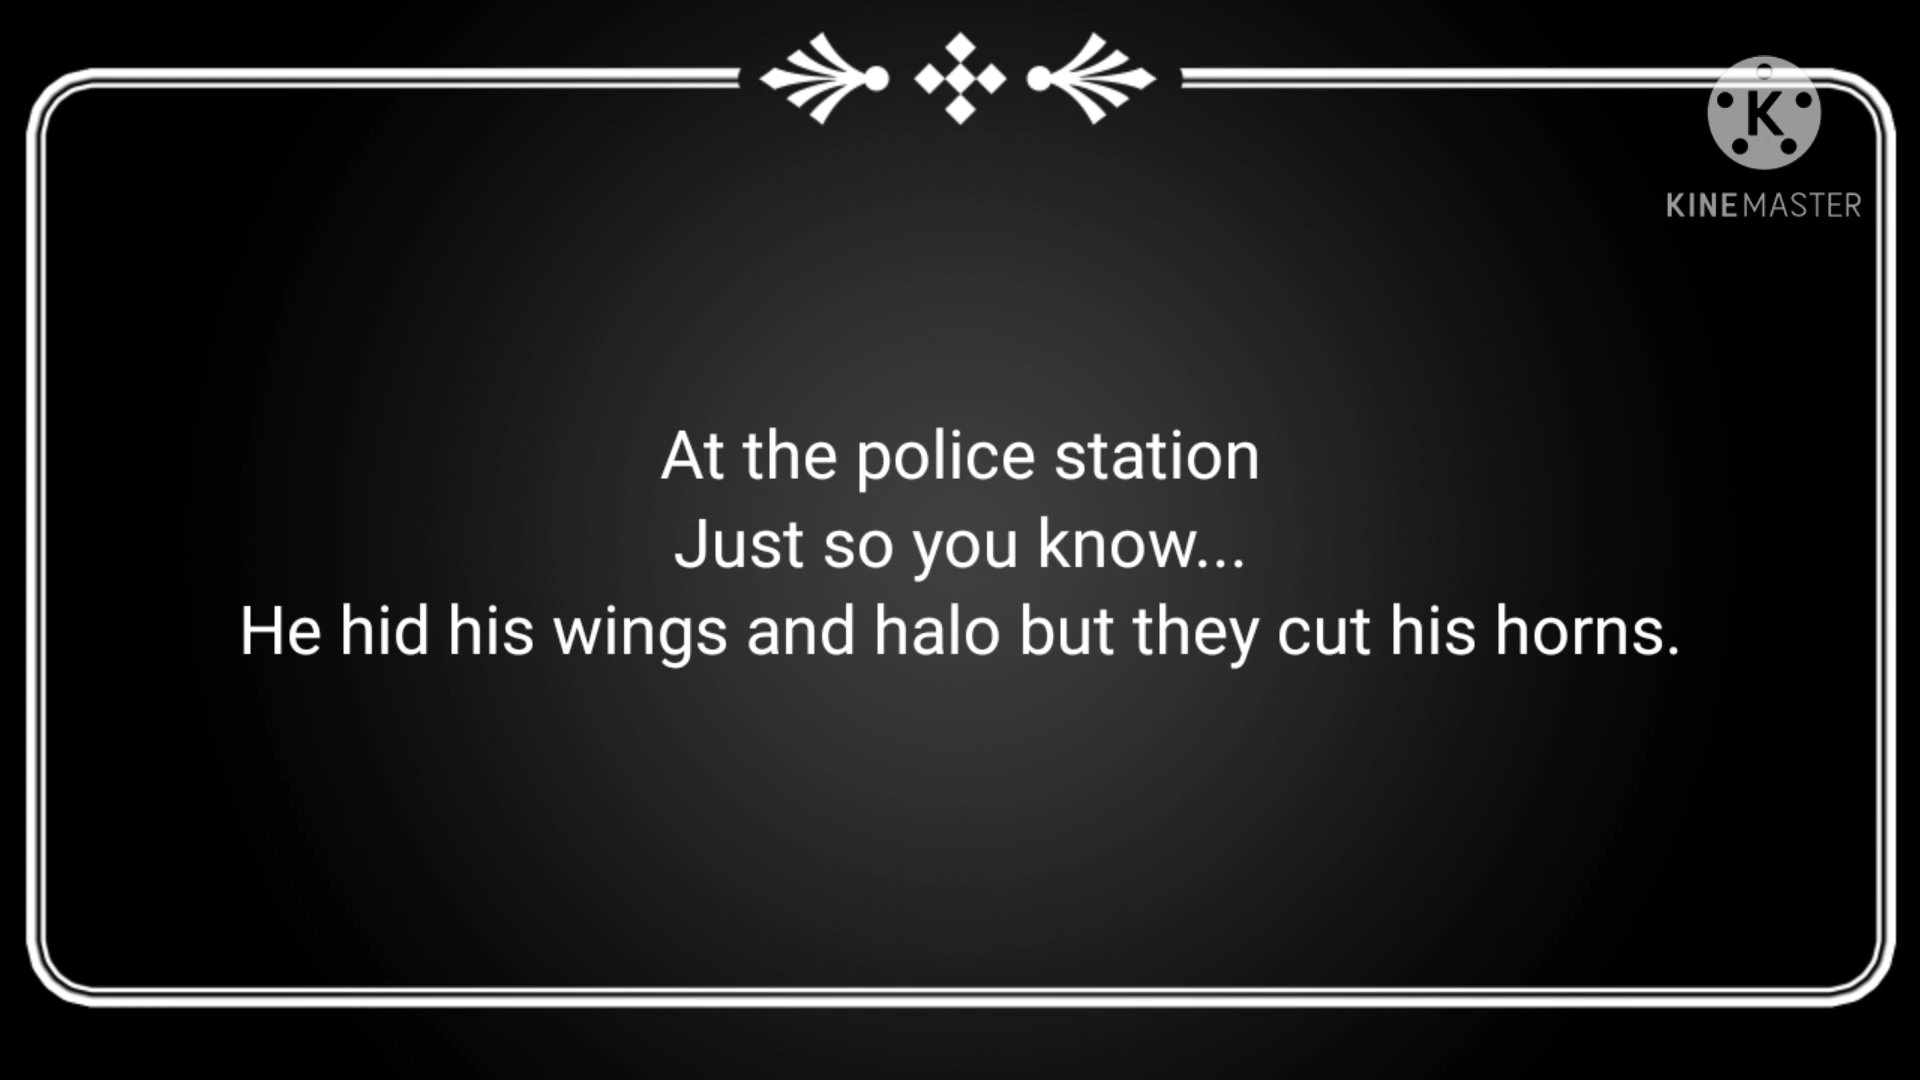 K
KINEMASTER
At the police station
Just so you know...
He hid his wings and halo but they cut his horns.